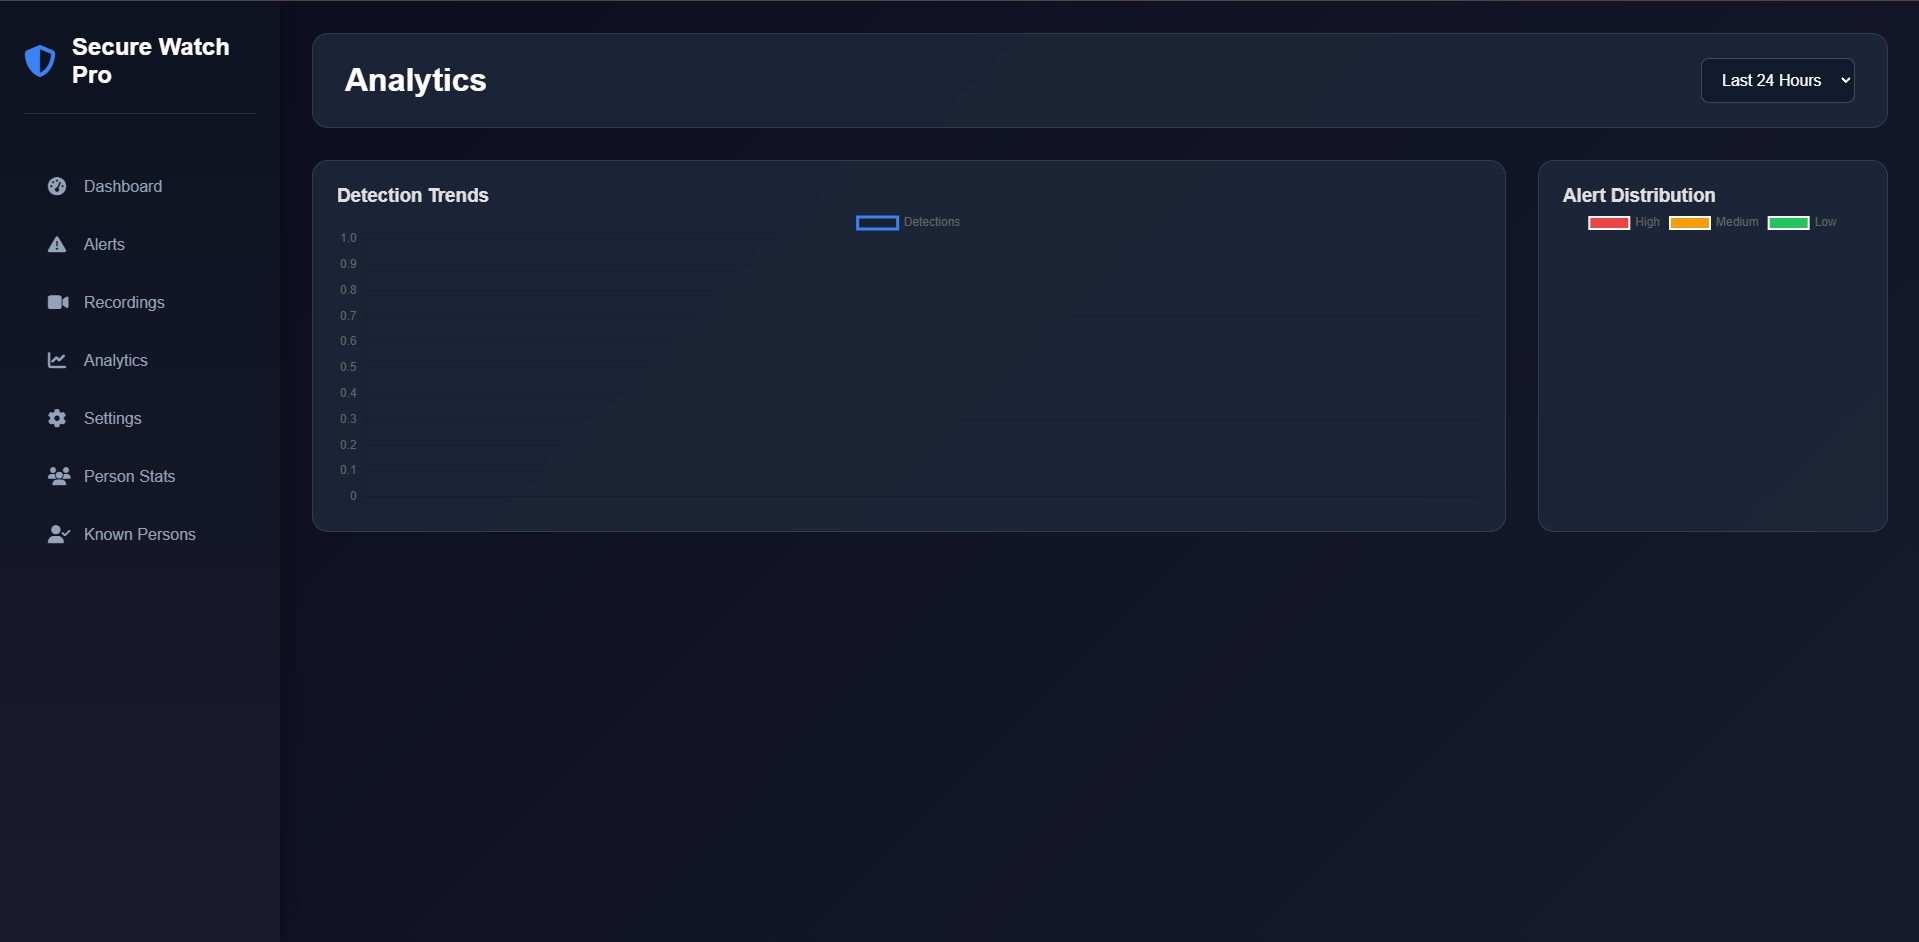 Secure Watch
Pro
Dashboard
Alerts
Recordings
Analytics
Settings
Person Stats
Known Persons
Analytics
Last 24 Hours
Detection Trends
Detections
1.0
0.9
0.8
0.7
0.6
0.5
0.4
0.3
0.2
0.1
0
Alert Distribution
High Medium Low